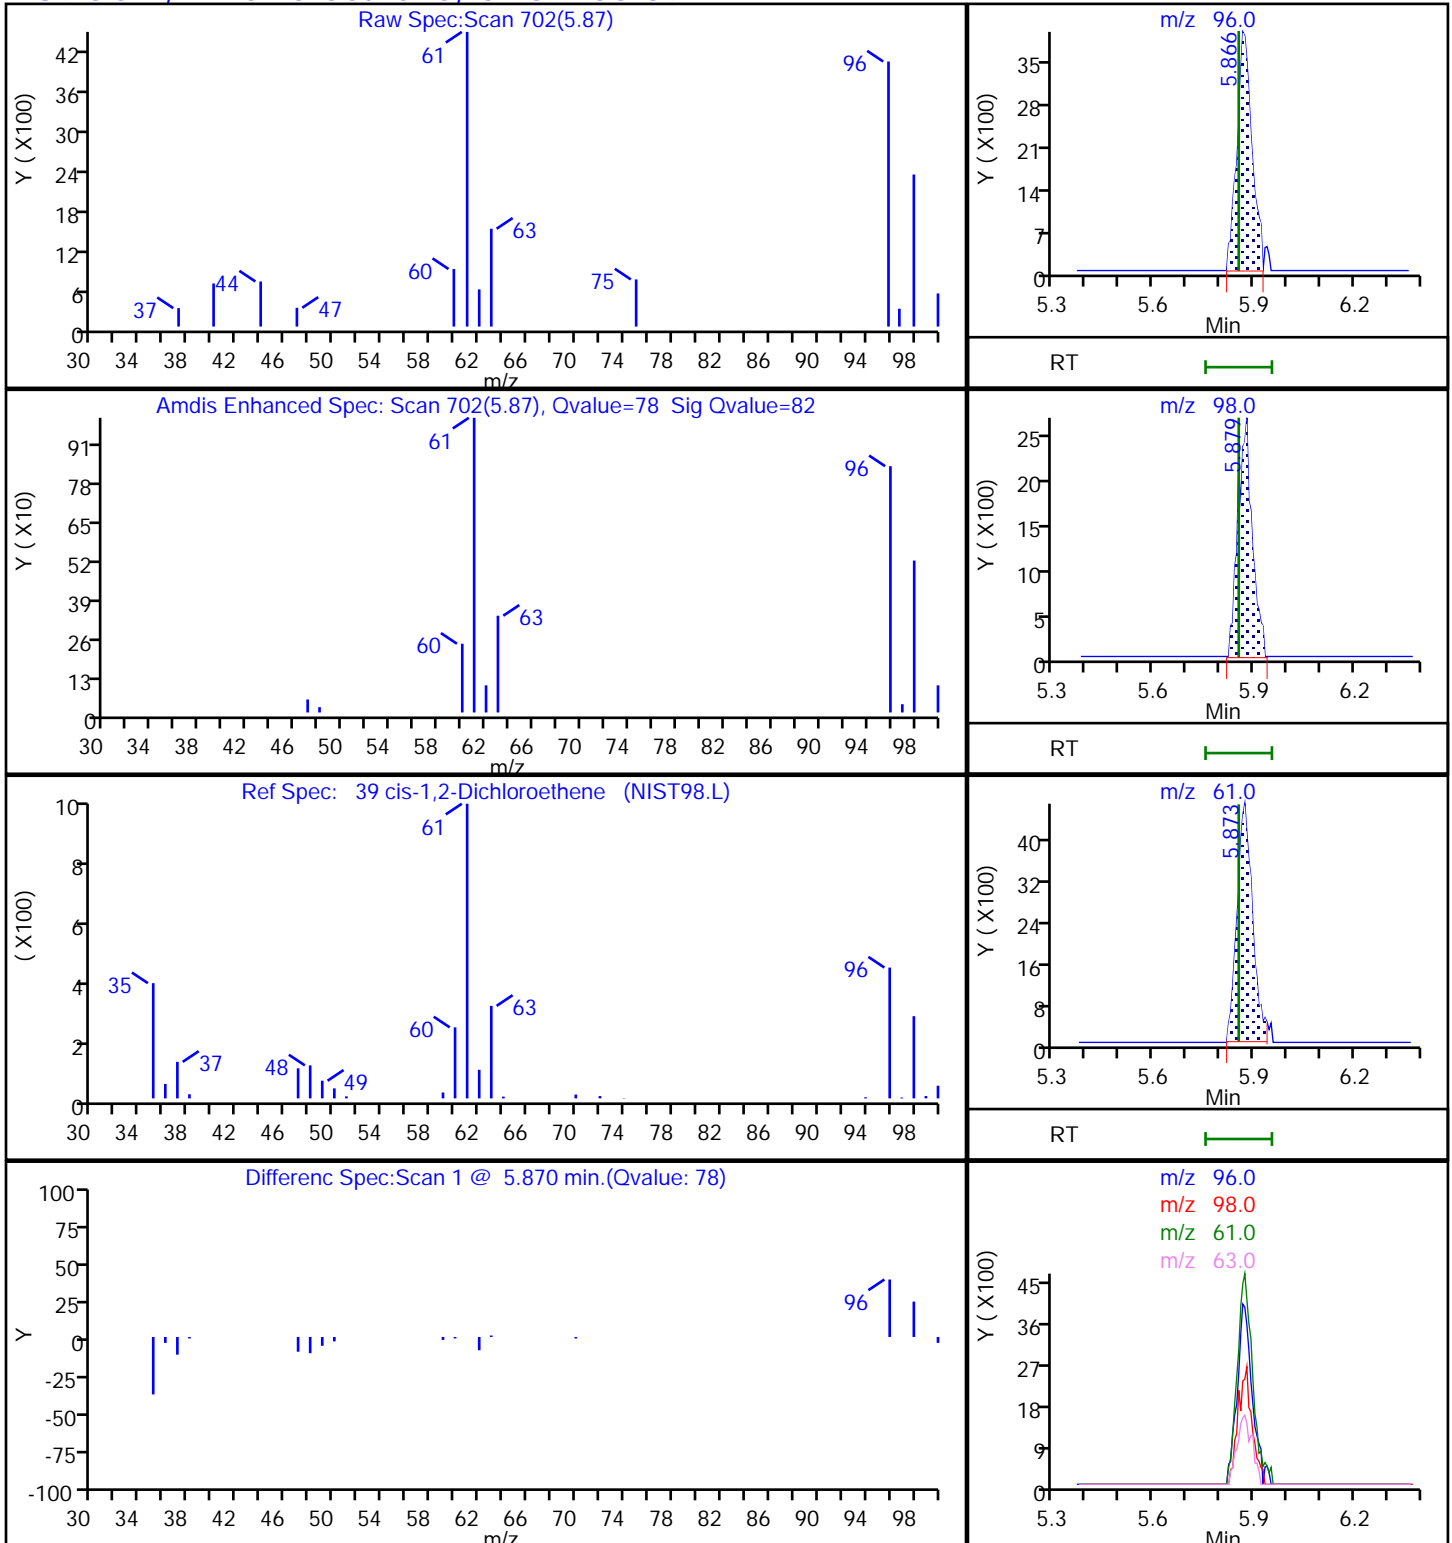 Raw Spec:Scan 702(5.87)
Y ( X100)
42
36
30
24
18
12
6
0
61
96
63
60
75
44
37
47
30 34 38 42 46 50 54 58 62 66 70 74 78 82 86 90 94 98
m/z
m/z 96.0
Y ( X100)
35
28
21
14
7
0
5.866
5.3 5.6 5.9 6.2
Min
RT
Amdis Enhanced Spec: Scan 702(5.87), Qvalue=78 Sig Qvalue=82
Y ( X10)
91
78
65
52
39
26
13
0
61
96
63
60
30 34 38 42 46 50 54 58 62 66 70 74 78 82 86 90 94 98
m/z
m/z 98.0
Y ( X100)
25
20
15
10
5
0
5.879
5.3 5.6 5.9 6.2
Min
RT
Ref Spec: 39 cis-1,2-Dichloroethene (NIST98.L)
( X100)
10
8
6
4
2
0
61
35
96
63
60
37
48
49
30 34 38 42 46 50 54 58 62 66 70 74 78 82 86 90 94 98
m/z 61.0
Y ( X100)
40
32
24
16
8
0
5.873
5.3 5.6 5.9 6.2
Min
RT
Differenc Spec:Scan 1 @ 5.870 min.(Qvalue: 78)
Y
100
75
50
25
0
-25
-50
-75
-100
96
30 34 38 42 46 50 54 58 62 66 70 74 78 82 86 90 94 98
m/z
m/z 96.0
m/z 98.0
m/z 61.0
m/z 63.0
Y ( X100)
45
36
27
18
9
0
5.3 5.6 5.9 6.2
Min